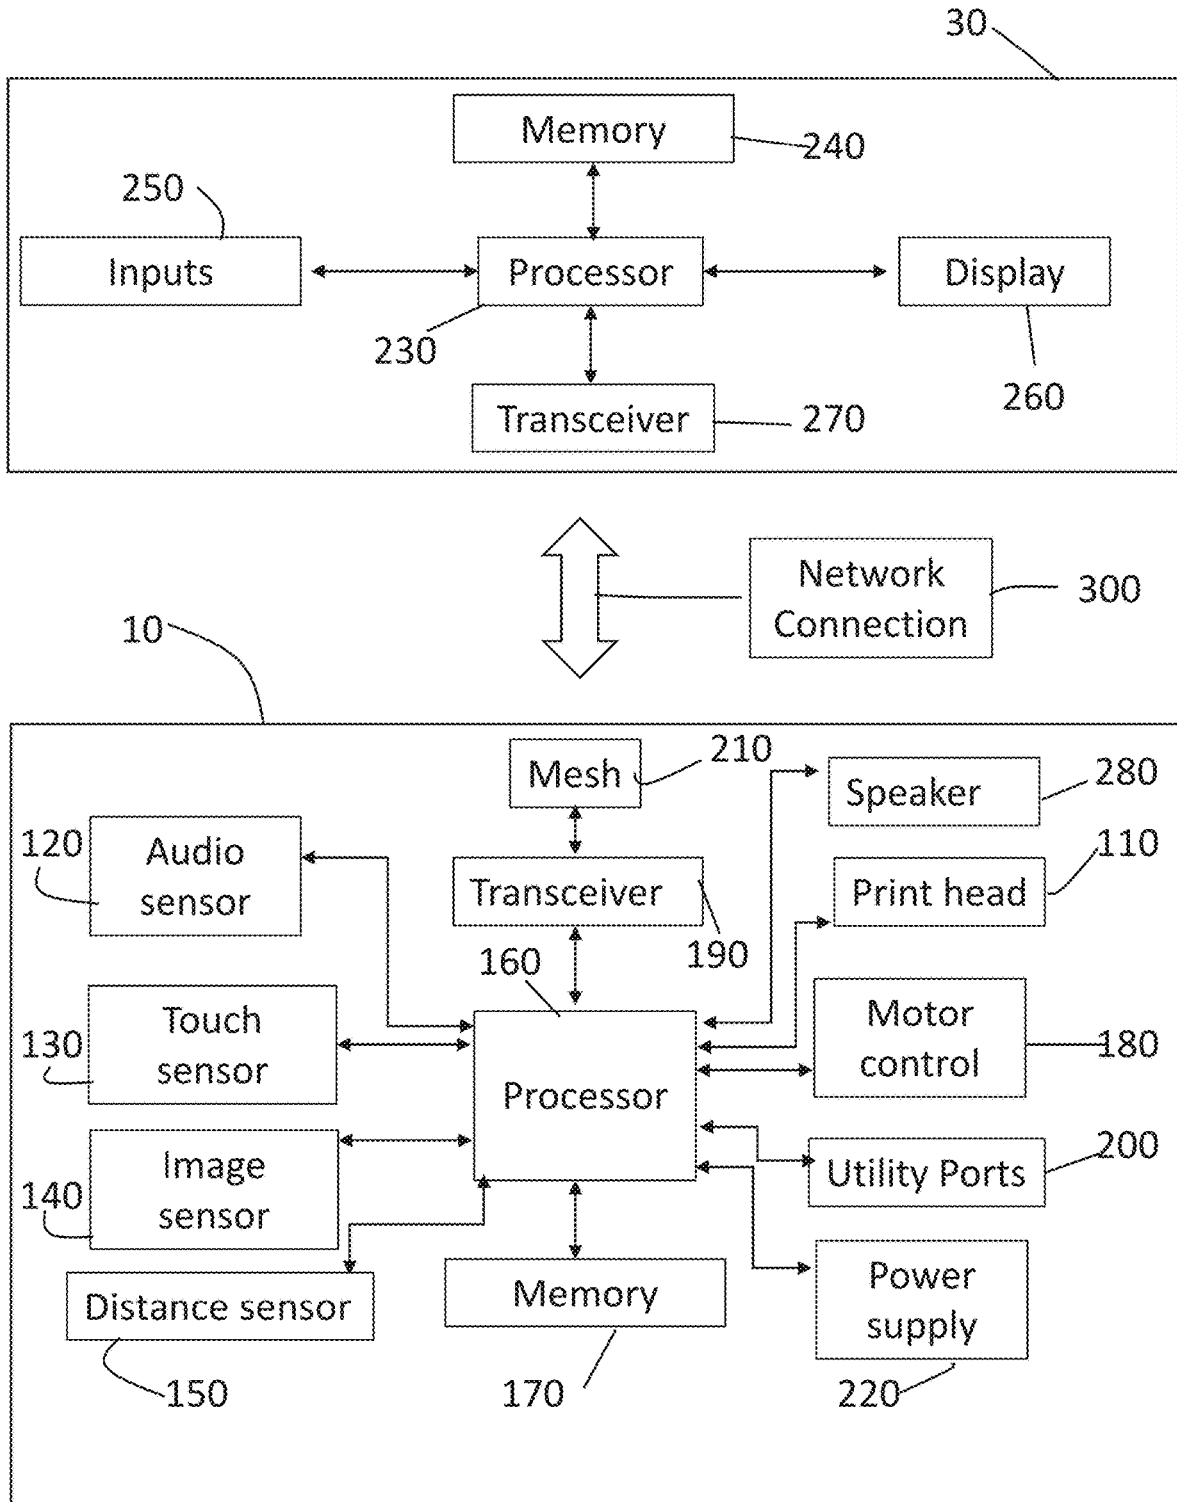 30
Memory
240
250
Inputs
Processor
Display
230
260
Transceiver
270
Network
Connection
300
10
Mesh
210
Speaker
280
120
Audio
sensor
Transceiver
190
Print head
110
160
130
Touch
sensor
Processor
Motor
control
180
140
Image
sensor
Utility Ports
200
Distance sensor
150
Memory
170
Power
supply
220